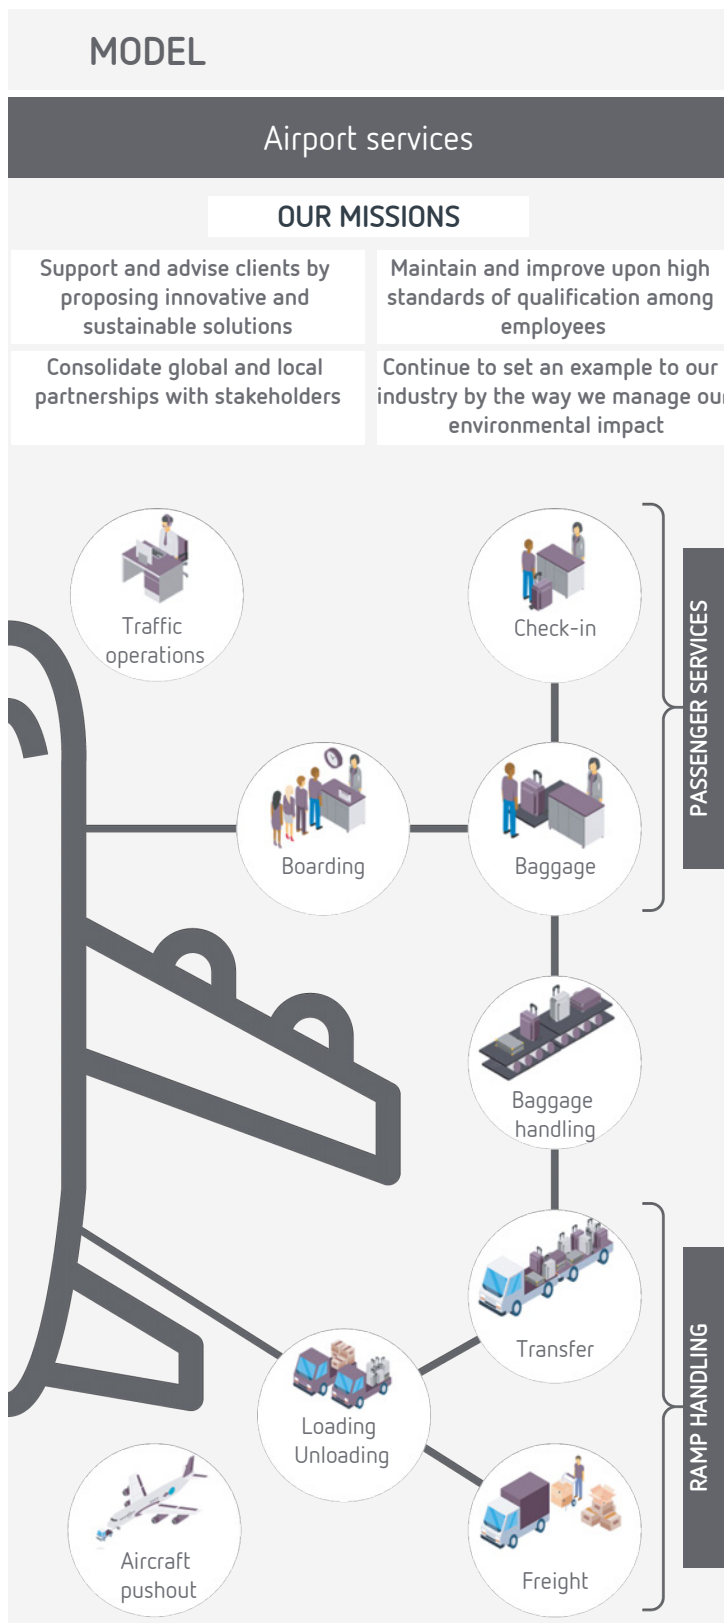 MODEL
Airport services
OUR MISSIONS
Support and advise clients by
proposing innovative and
sustainable solutions
Maintain and improve upon high
standards of qualification among
employees
Consolidate global and local
partnerships with stakeholders
Continue to set an example to our
industry by the way we manage our
environmental impact
Traffic
operations
Check-in
PASSENGER SERVICES
Boarding
Baggage
Baggage
handling
Transfer
Loading
Unloading
RAMP HANDLING
Aircraft
pushout
Freight